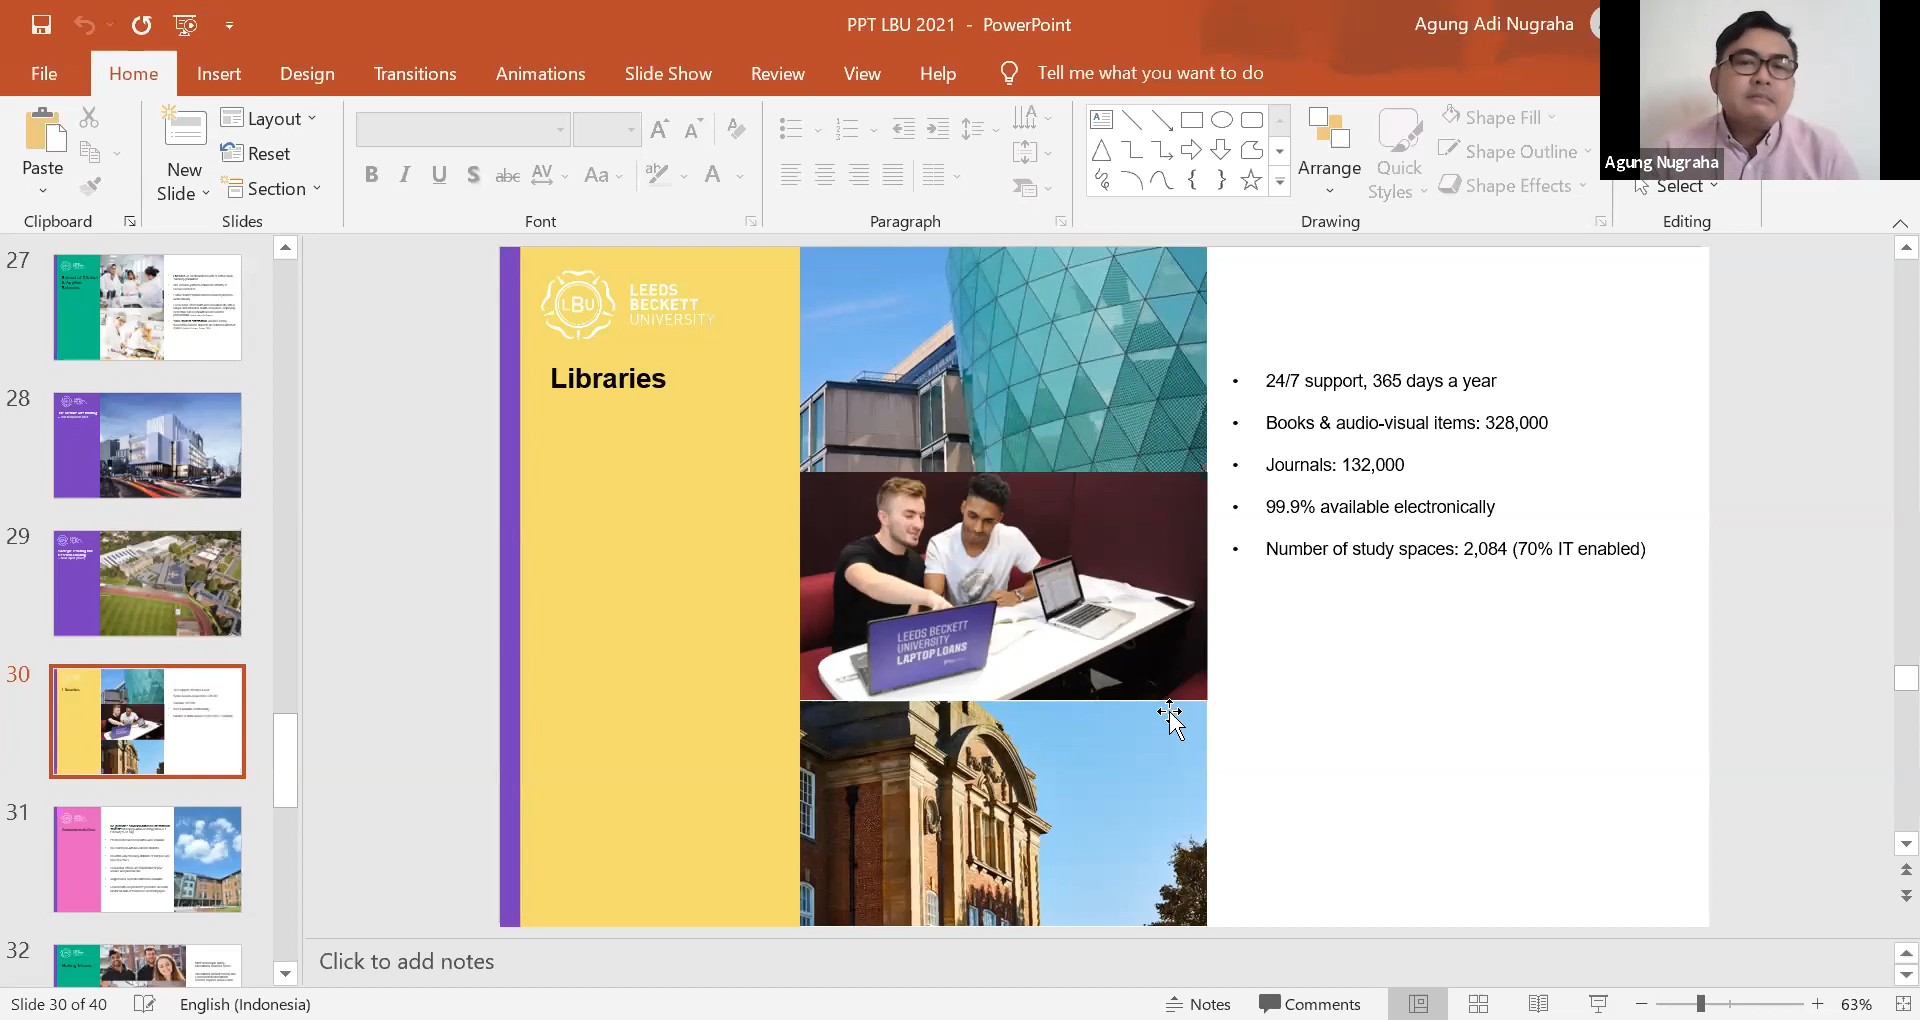 PPT LBU 2021 - PowerPoint
Agung Adi Nugraha
File Home Insert Design Transitions Animations Slide Show Review View Help Tell me what you want to do
Paste
Clipboard
New
Slide
Layout
Reset
Section
Slides
B I U S abc AV Aa A
Font
Paragraph
Arrange
Quick
Styles
Shape Fill
Shape Outline
Shape Effects
Drawing
Select
Editing
Agung Nugraha
27
28
29
30
31
32
LBU
LEEDS
BECKETT
UNIVERSITY
Libraries
LEEDS BECKETT
UNIVERSITY
LAPTOP LOANS
• 24/7 support, 365 days a year
• Books & audio-visual items: 328,000
• Journals: 132,000
• 99.9% available electronically
• Number of study spaces: 2,084 (70% IT enabled)
Click to add notes
Slide 30 of 40
English (Indonesia)
Notes
Comments
63%